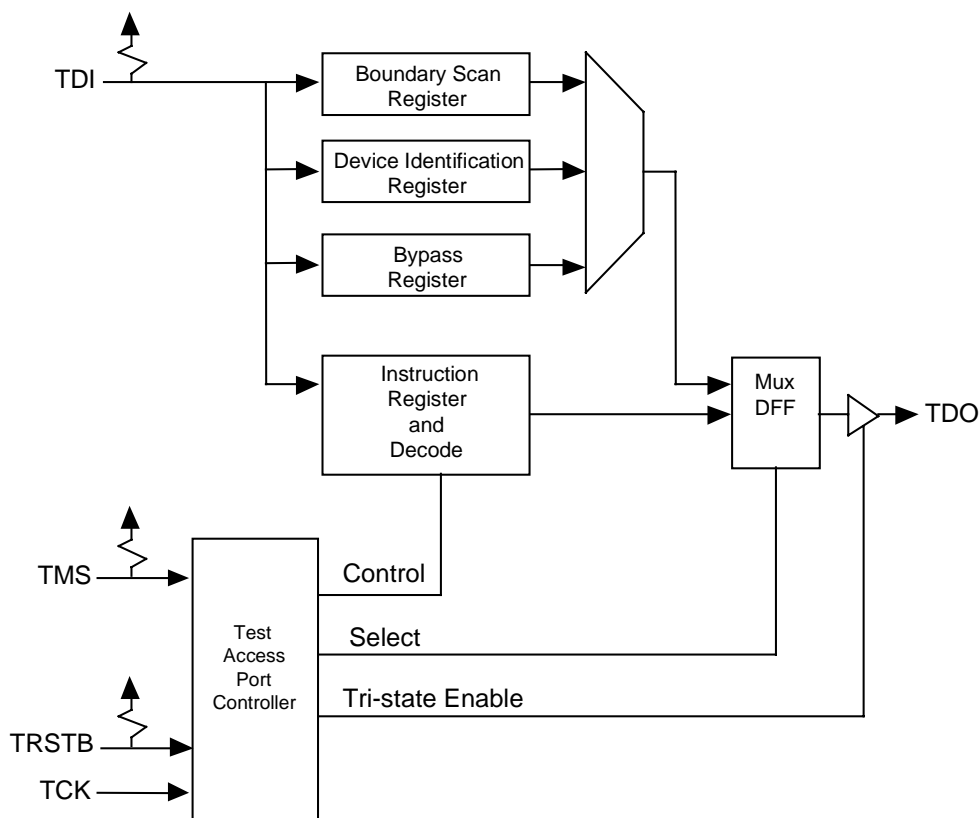 TDI
Boundary Scan
Register
Device Identification
Register
Bypass
Register
Instruction
Register
and
Decode
Mux
DFF
TDO
TMS
Control
Test
Access
Port
Controller
Select
Tri-state Enable
TRSTB
TCK